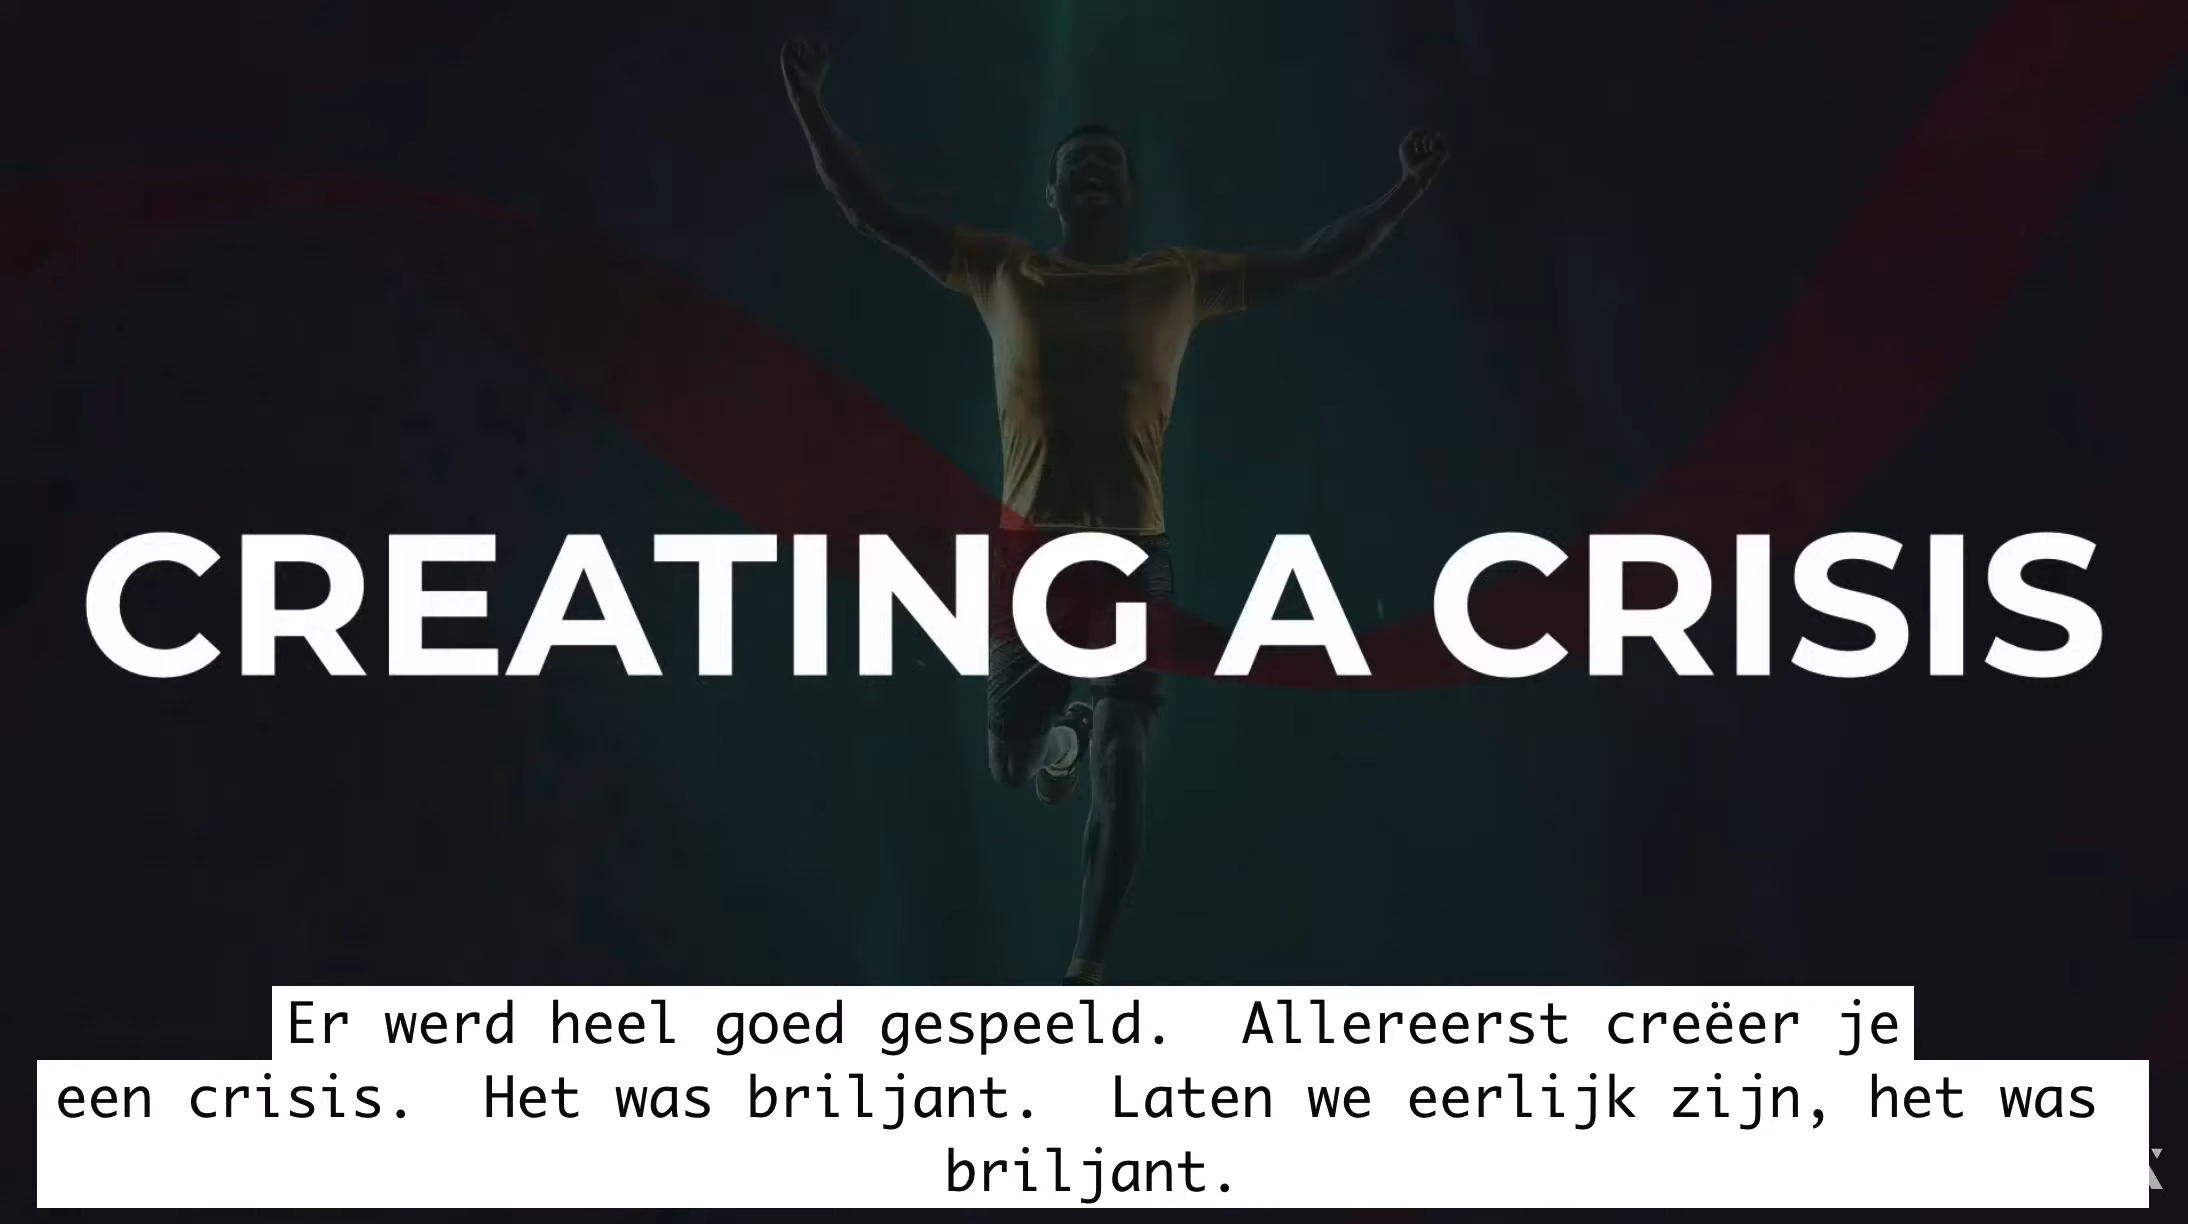 CREATING A CRISIS
Er werd heel goed gespeeld. Allereerst creëer je
een crisis. Het was briljant. Laten we eerlijk zijn, het was
briljant.